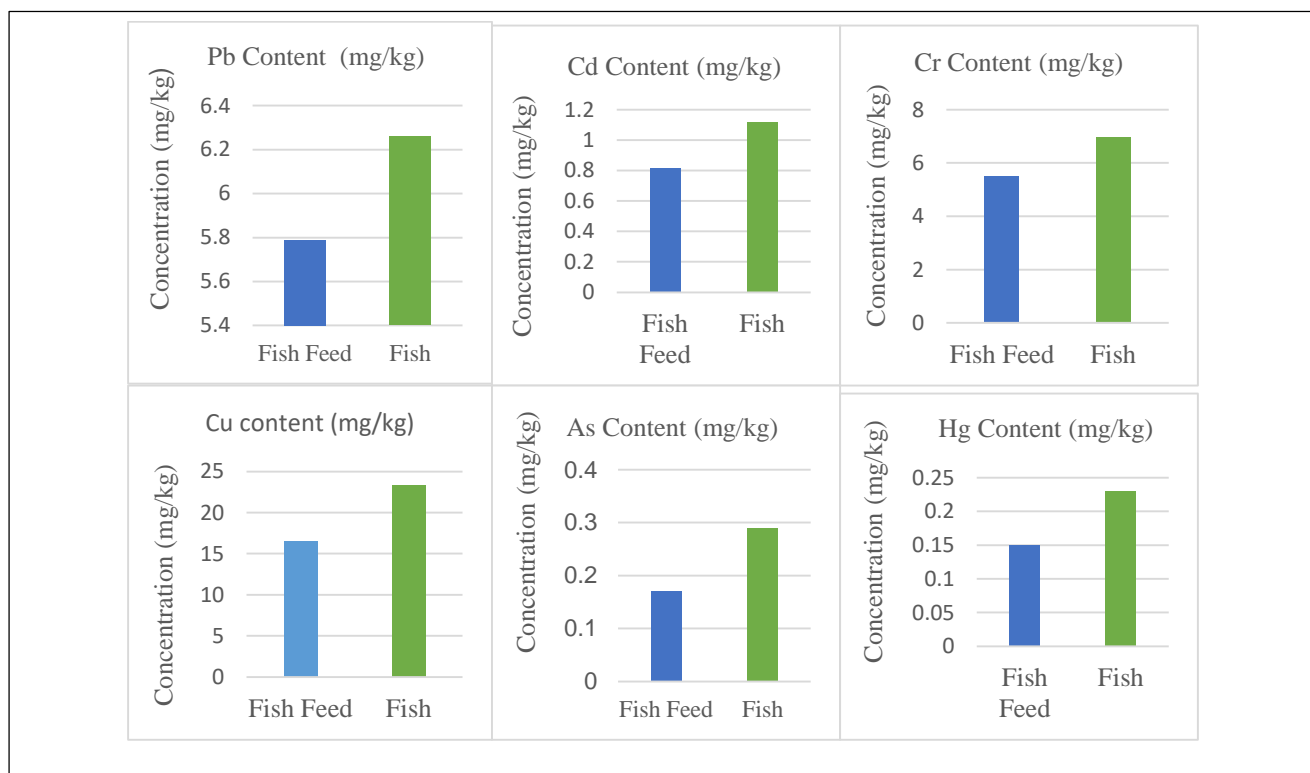 Pb Content (mg/kg)
Concentration (mg/kg)
6.4
6.2
6
5.8
5.6
5.4
Fish Feed
Fish
Cd Content (mg/kg)
Concentration (mg/kg)
1.2
1
0.8
0.6
0.4
0.2
0
Fish
Feed
Fish
Cr Content (mg/kg)
Concentration (mg/kg)
8
6
4
2
0
Fish Feed
Fish
Cu content (mg/kg)
Concentration (mg/kg)
25
20
15
10
5
0
Fish Feed
Fish
As Content (mg/kg)
Concentration (mg/kg)
0.4
0.3
0.2
0.1
0
Fish Feed
Fish
Hg Content (mg/kg)
Concentration (mg/kg)
0.25
0.2
0.15
0.1
0.05
0
Fish
Feed
Fish